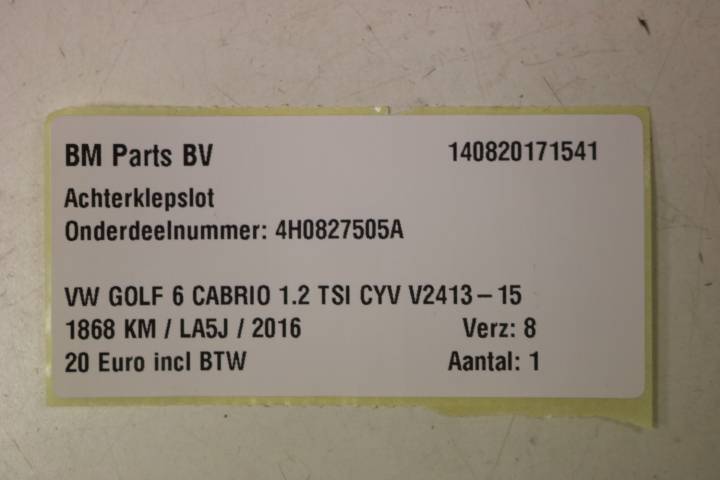 BM Parts BV 140820171541
Achterklepslot
Onderdeelnummer: 4H0827505A
VW GOLF 6 CABRIO 1.2 TSI CYV V2413-15
1868 KM / LA5J / 2016 Verz: 8
20 Euro incl BTW Aantal: 1